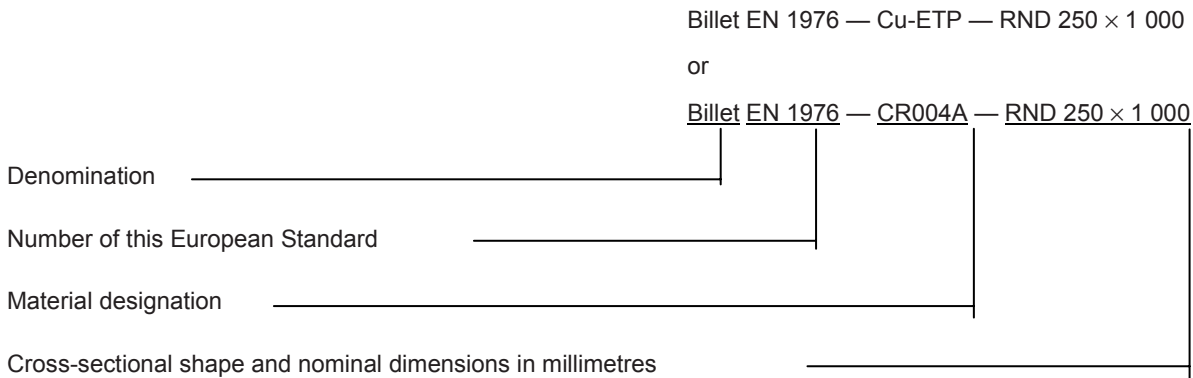 Billet EN 1976 — Cu-ETP — RND 250 × 1 000
or
Billet EN 1976 — CR004A — RND 250 × 1 000
Denomination
Number of this European Standard
Material designation
Cross-sectional shape and nominal dimensions in millimetres